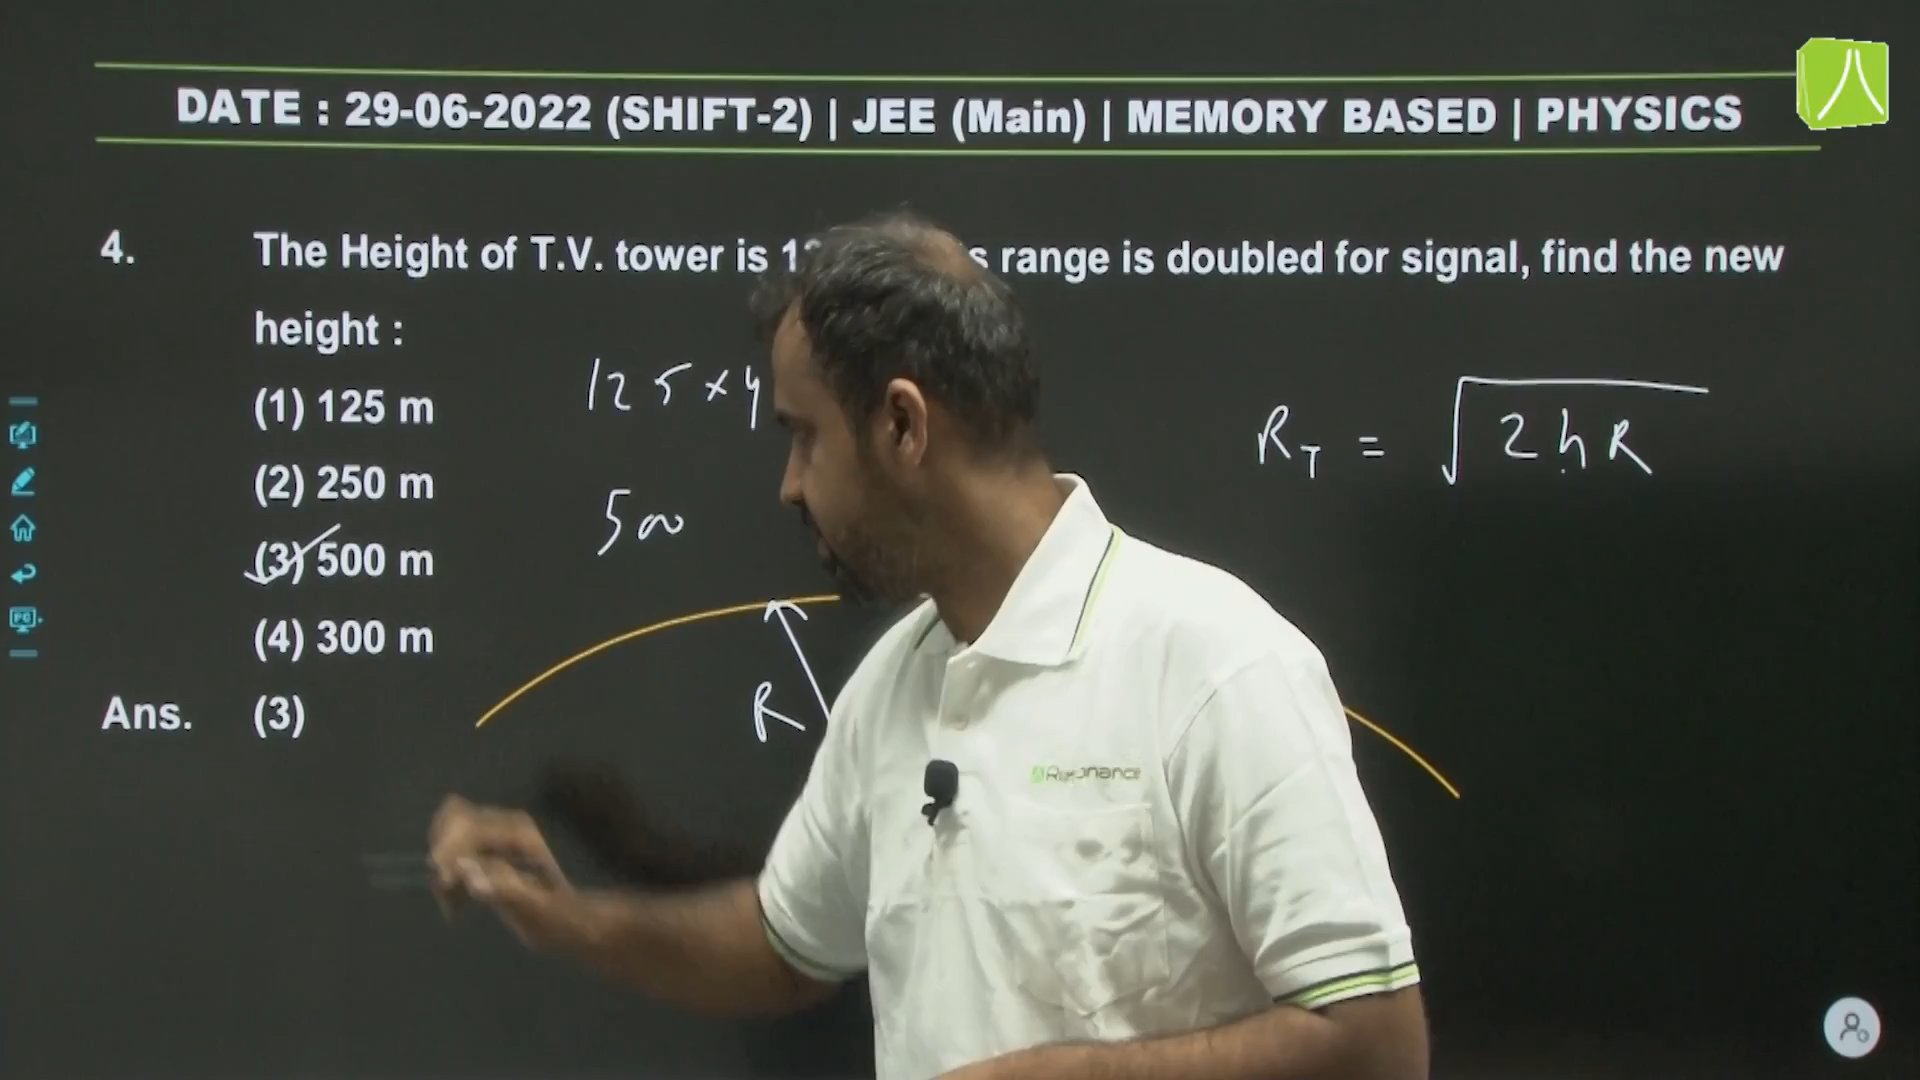 DATE : 29-06-2022 (SHIFT-2) | JEE (Main) | MEMORY BASED | PHYSICS
4. The Height of T.V. tower is range is doubled for signal, find the new
height :
(1) 125 m
(2) 250 m
(3) 500 m
(4) 300 m
Ans. (3)
125 × 4
500
R_T = √2hR
R
Resonance
PC